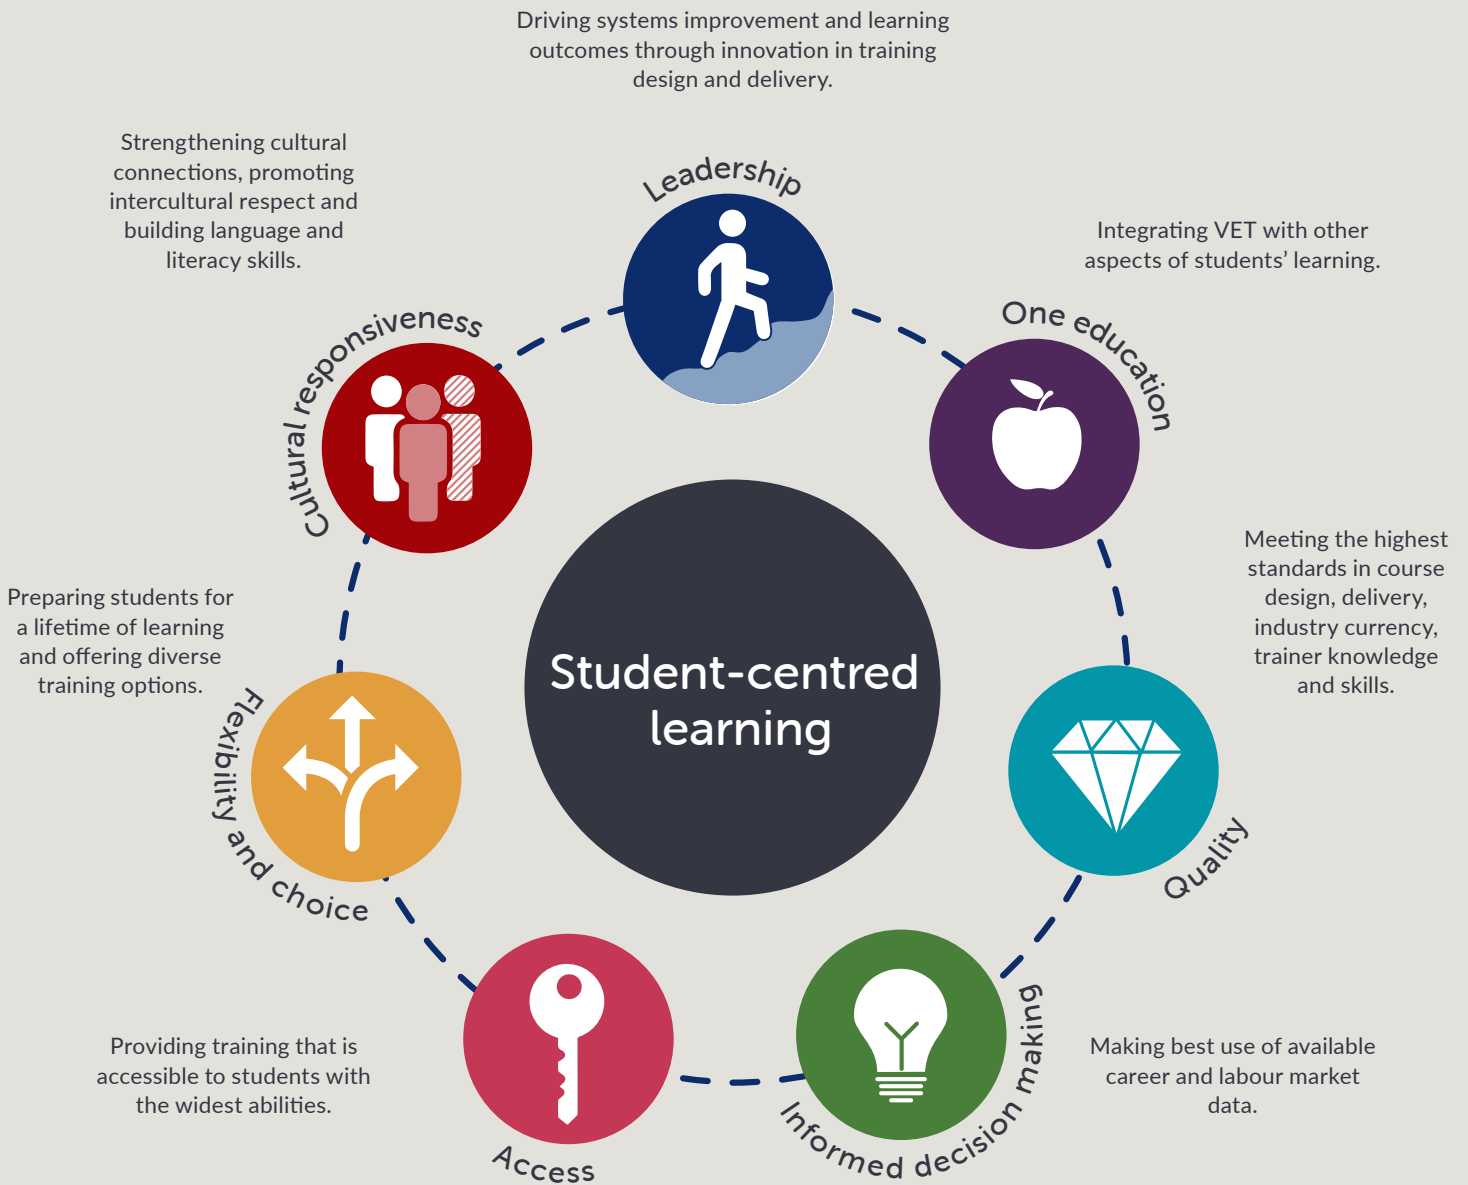 Driving systems improvement and learning
outcomes through innovation in training
design and delivery.
Leadership
Integrating VET with other
aspects of students’ learning.
One education
Meeting the highest
standards in course
design, delivery,
industry currency,
trainer knowledge
and skills.
Quality
Making best use of available
career and labour market
data.
Informed decision making
Providing training that is
accessible to students with
the widest abilities.
Access
Preparing students for
a lifetime of learning
and offering diverse
training options.
Flexibility and choice
Strengthening cultural
connections, promoting
intercultural respect and
building language and
literacy skills.
Cultural responsiveness
Student-centred
learning